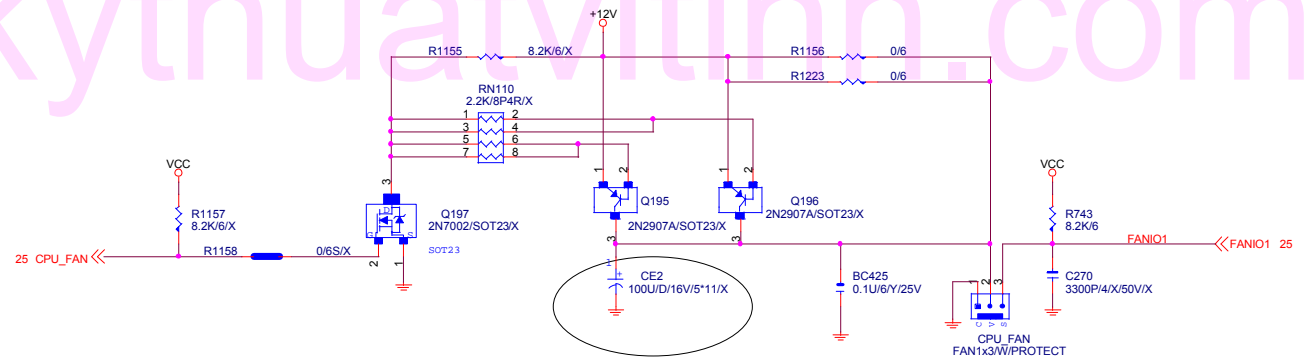 kythuatvitinh.com
+12V
R1155
8.2K/6/X
R1156
0/6
R1223
0/6
RN110
2.2K/8P4R/X
1
2
3
4
5
6
7
8
VCC
VCC
3
1
2
1
2
R1157
8.2K/6/X
Q197
2N7002/SOT23/X
D
G
S
SOT23
Q195
2N2907A/SOT23/X
Q196
2N2907A/SOT23/X
R743
8.2K/6
R1158
0/6S/X
2
1
3
3
25 CPU_FAN
FANIO1
FANIO1 25
1
+
CE2
100U/D/16V/5*11/X
BC425
0.1U/6/Y/25V
C270
3300P/4/X/50V/X
1
2
3
C
V
S
CPU_FAN
FAN1x3/W/PROTECT